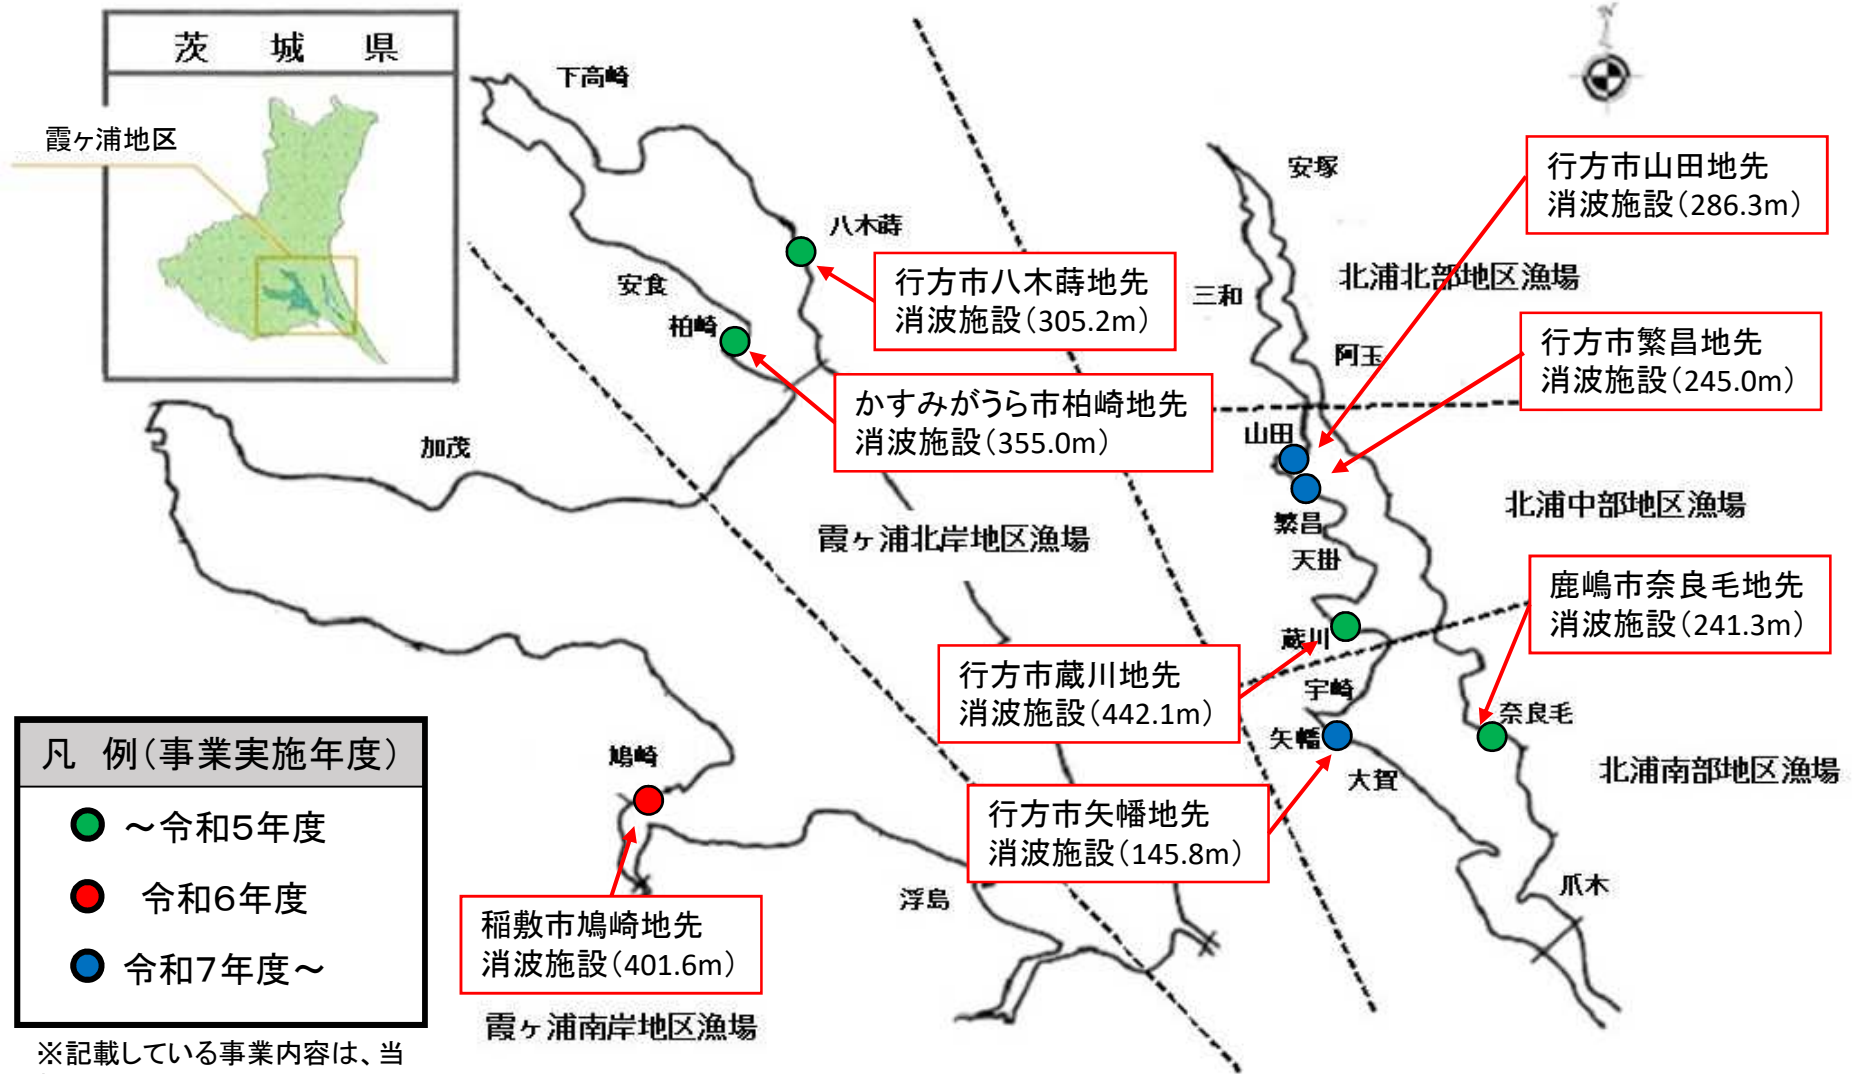 茨城県
霞ヶ浦地区
下高崎
八木蒔
安食
柏崎
加茂
行方市八木蒔地先
消波施設(305.2m)
かすみがうら市柏崎地先
消波施設(355.0m)
霞ヶ浦北岸地区漁場
N
安塚
三和
北浦北部地区漁場
阿玉
行方市山田地先
消波施設(286.3m)
行方市繁昌地先
消波施設(245.0m)
山田
繁昌
天掛
北浦中部地区漁場
鹿嶋市奈良毛地先
消波施設(241.3m)
蔵川
行方市蔵川地先
消波施設(442.1m)
宇崎
矢幡
大賀
奈良毛
北浦南部地区漁場
行方市矢幡地先
消波施設(145.8m)
爪木
鳩崎
稲敷市鳩崎地先
消波施設(401.6m)
浮島
霞ヶ浦南岸地区漁場
凡 例(事業実施年度)
～令和5年度
令和6年度
令和7年度～
※記載している事業内容は、当